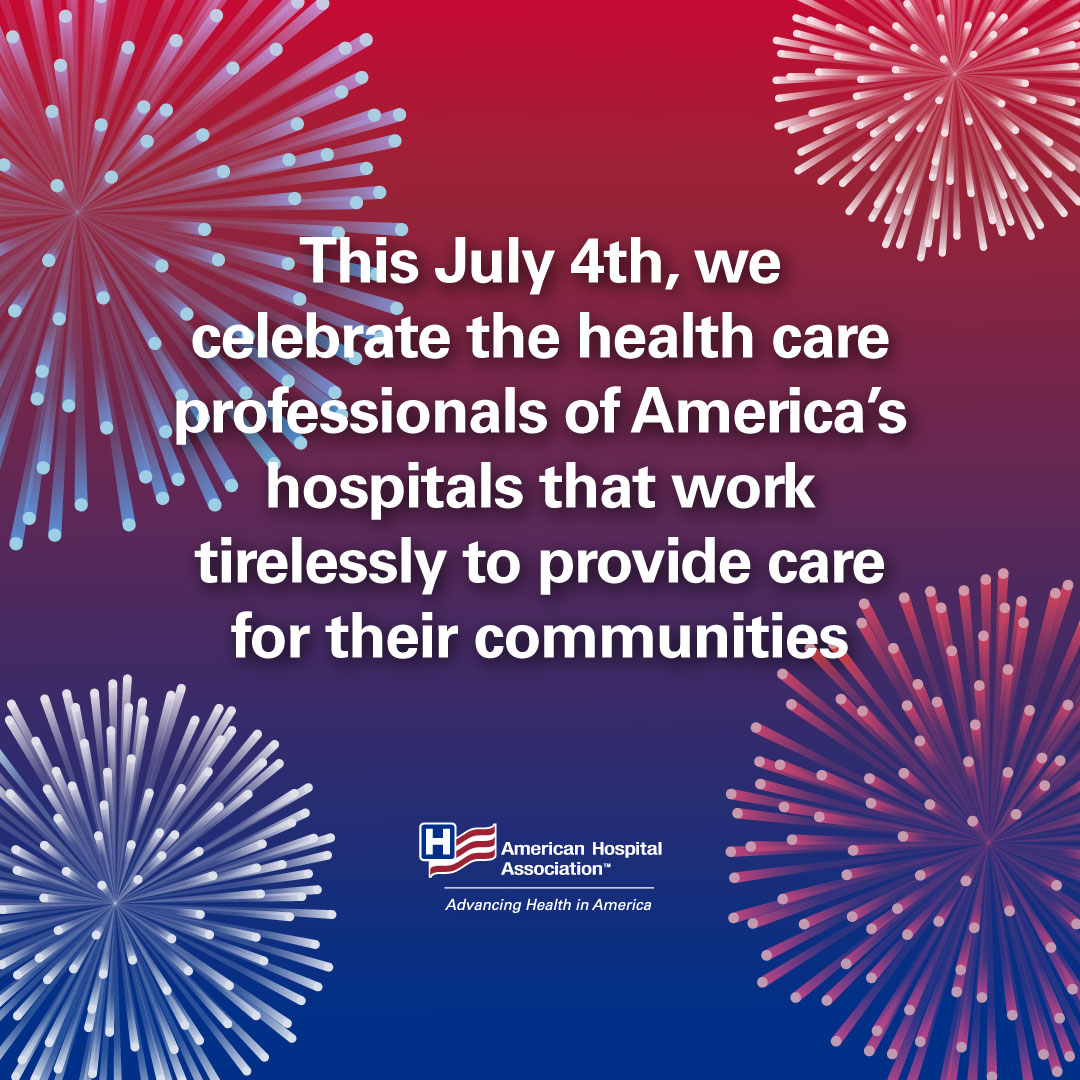 This July 4th, we
celebrate the health care
professionals of America’s
hospitals that work
tirelessly to provide care
for their communities
H
American Hospital
Association™
Advancing Health in America